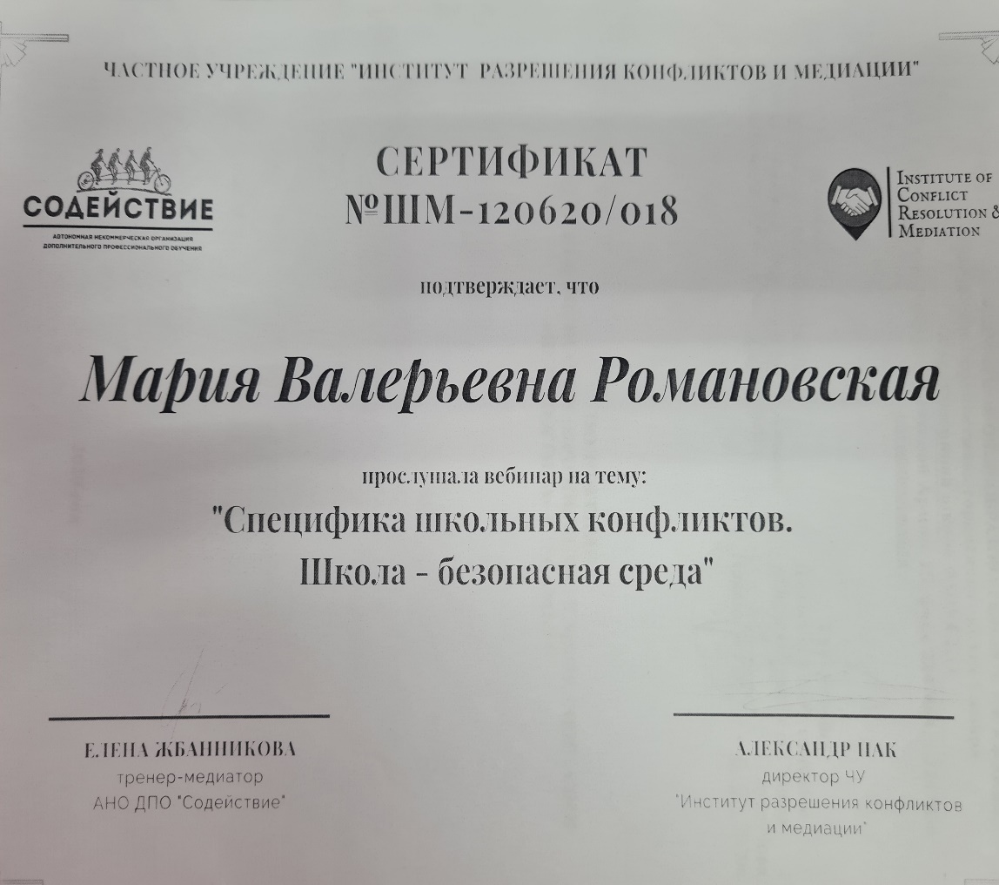 ЧАСТНОЕ УЧРЕЖДЕНИЕ "ИНСТИТУТ РАЗРЕШЕНИЯ КОНФЛИКТОВ И МЕДИАЦИИ"
СОДЕЙСТВИЕ
АВТОНОМНАЯ НЕКОММЕРЧЕСКАЯ ОРГАНИЗАЦИЯ
ДОПОЛНИТЕЛЬНОГО ПРОФЕССИОНАЛЬНОГО ОБУЧЕНИЯ
СЕРТИФИКАТ
№ШМ-120620/018
INSTITUTE OF
CONFLICT
RESOLUTION &
MEDIATION
подтверждает, что
Мария Валерьевна Романовская
прослушала вебинар на тему:
"Специфика школьных конфликтов.
Школа - безопасная среда"
ЕЛЕНА ЖБАННИКОВА
тренер-медиатор
АНО ДПО "Содействие"
АЛЕКСАНДР ПАК
директор ЧУ
"Институт разрешения конфликтов
и медиации"